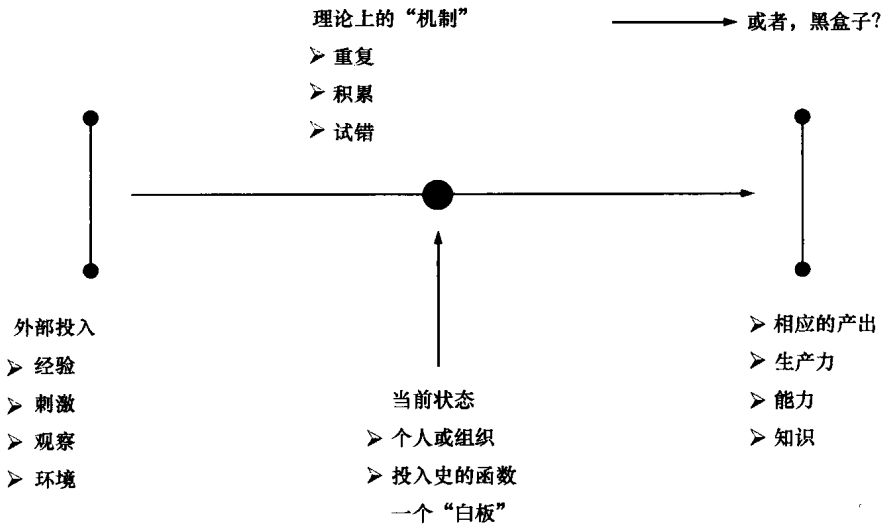 理论上的“机制”
或者，黑盒子？
➢ 重复
➢ 积累
➢ 试错
外部投入
➢ 经验
➢ 刺激
➢ 观察
➢ 环境
当前状态
➢ 个人或组织
➢ 投入史的函数
一个“白板”
➢ 相应的产出
➢ 生产力
➢ 能力
➢ 知识